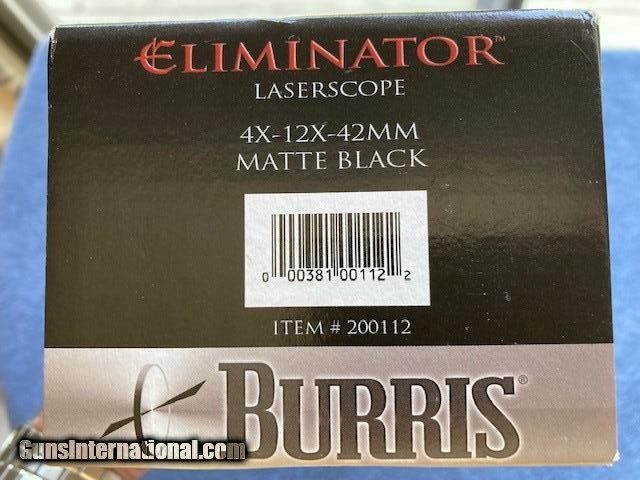 ELIMINATOR™
LASERSCOPE
4X-12X-42MM
MATTE BLACK
0 00381 00112 2
ITEM # 200112
BURRIS®
GunsInternational.com